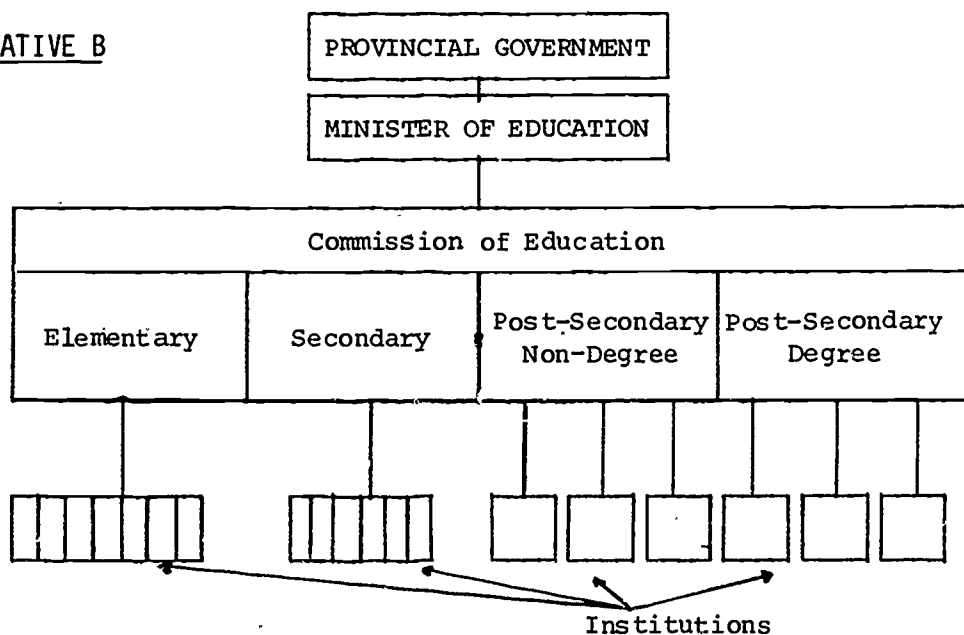 ATIVE B
PROVINCIAL GOVERNMENT
MINISTER OF EDUCATION
Commission of Education
Elementary
Secondary
Post-Secondary
Non-Degree
Post-Secondary
Degree
Institutions